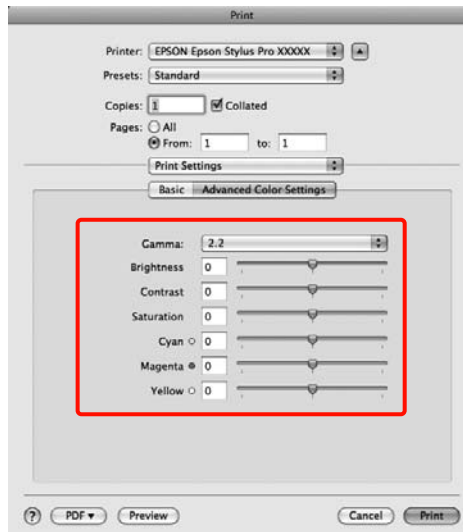 Print
Printer: EPSON Epson Stylus Pro XXXXX
Presets: Standard
Copies: 1 Collated
Pages: All
From: 1 to: 1
Print Settings
Basic Advanced Color Settings
Gamma: 2.2
Brightness 0
Contrast 0
Saturation 0
Cyan 0
Magenta 0
Yellow 0
? PDF Preview Cancel Print